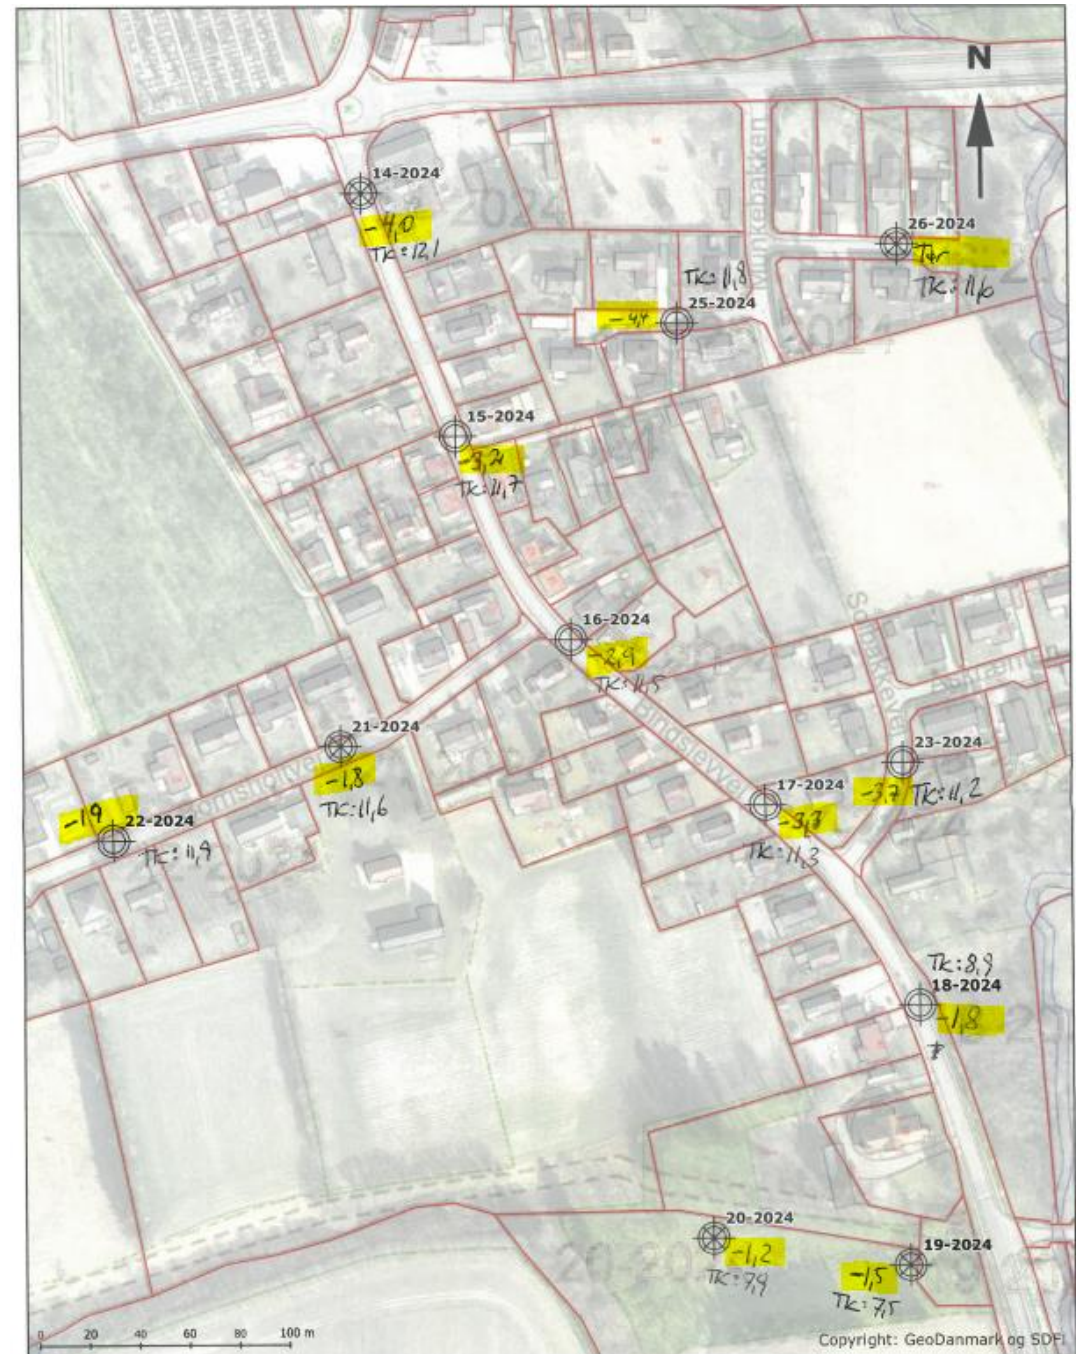 N
14-2024
-4,0
TK: 12,1
Munkebakken
26-2024
Tør
TK: 11,6
TK: 11,8
25-2024
-4,4
15-2024
TK: 11,7
16-2024
-2,9
TK: 11,5
Bindslevvej
21-2024
-1,8
TK: 11,6
-1,9
22-2024
TK: 11,9
23-2024
-3,7
TK: 11,2
17-2024
-3,3
TK: 11,3
TK: 8,9
18-2024
-1,8
20-2024
-1,2
TK: 7,9
19-2024
-1,5
TK: 7,5
0 20 40 60 80 100 m
Copyright: GeoDanmark og SDFI